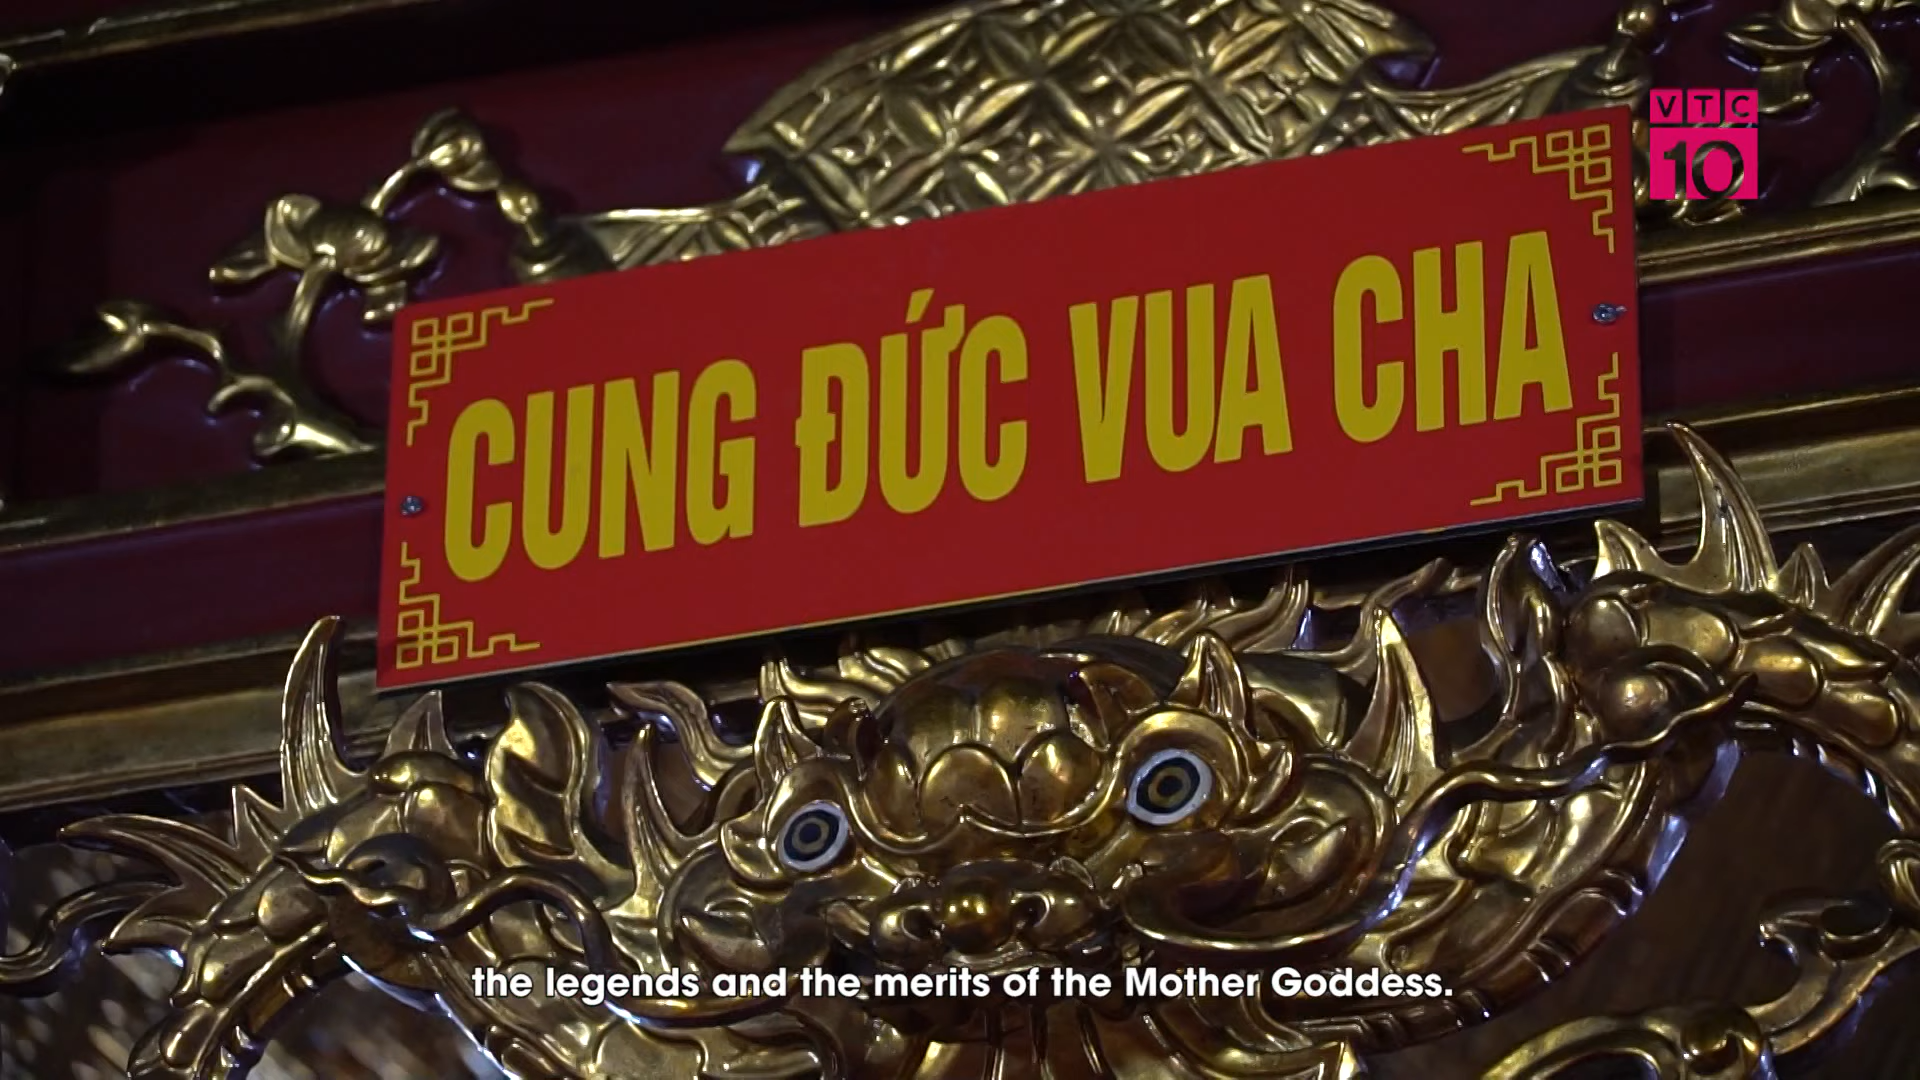 VTC
10
CUNG ĐỨC VUA CHA
the legends and the merits of the Mother Goddess.